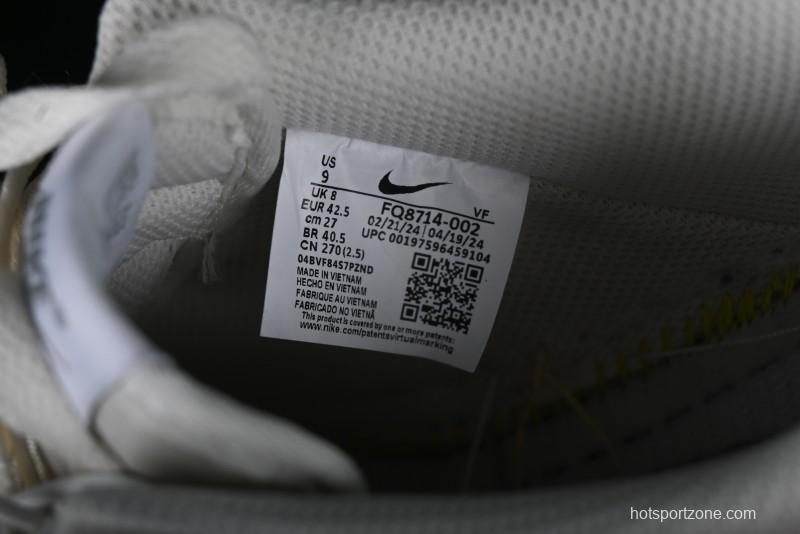 US
9
UK 8
EUR 42.5
cm 27
BR 40.5
CN 270(2.5)
VF
FQ8714-002
02/21/24 04/19/24
UPC 00197596459104
04BVF84S7PZND
MADE IN VIETNAM
HECHO EN VIETNAM
FABRIQUE AU VIETNAM
FABRICADO NO VIETNÃ
This product is covered by one or more patents:
www.nike.com/patentsvirtualmarking
hotsportzone.com